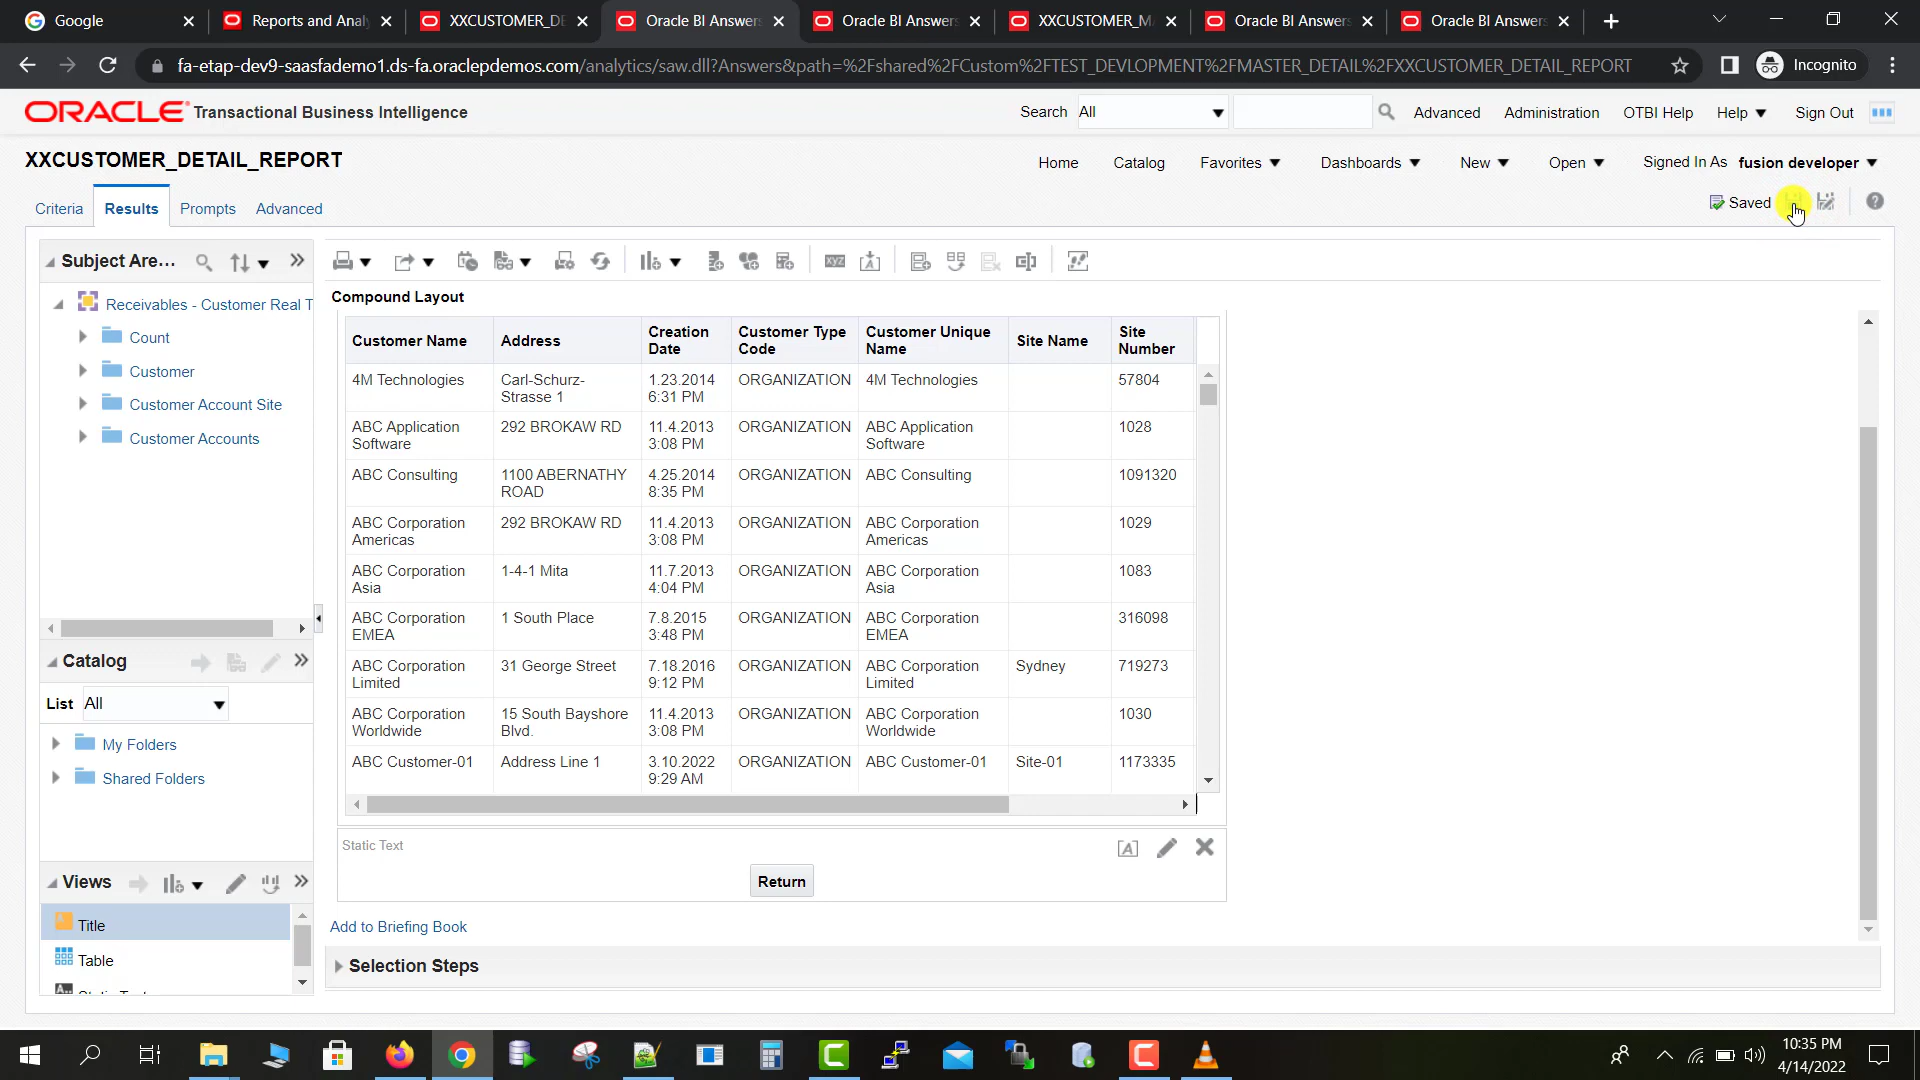 Google
Reports and Anal
XXCUSTOMER_DE
Oracle BI Answers
Oracle BI Answers
XXCUSTOMER_M
Oracle BI Answers
Oracle BI Answers
fa-etap-dev9-saasfademo1.ds-fa.oraclepdemos.com/analytics/saw.dll?Answers&path=%2Fshared%2FCustom%2FTEST_DEVLOPMENT%2FMASTER_DETAIL%2FXXCUSTOMER_DETAIL_REPORT
Incognito
ORACLE Transactional Business Intelligence
Search All Advanced Administration OTBI Help Help Sign Out
XXCUSTOMER_DETAIL_REPORT
Home Catalog Favorites Dashboards New Open Signed In As fusion developer
Criteria Results Prompts Advanced
Saved
Subject Are...
Receivables - Customer Real T
Count
Customer
Customer Account Site
Customer Accounts
Catalog
List All
My Folders
Shared Folders
Views
Title
Table
Compound Layout
Customer Name Address Creation Date Customer Type Code Customer Unique Name Site Name Site Number
4M Technologies Carl-Schurz-Strasse 1 1.23.2014 6:31 PM ORGANIZATION 4M Technologies 57804
ABC Application Software 292 BROKAW RD 11.4.2013 3:08 PM ORGANIZATION ABC Application Software 1028
ABC Consulting 1100 ABERNATHY ROAD 4.25.2014 8:35 PM ORGANIZATION ABC Consulting 1091320
ABC Corporation Americas 292 BROKAW RD 11.4.2013 3:08 PM ORGANIZATION ABC Corporation Americas 1029
ABC Corporation Asia 1-4-1 Mita 11.7.2013 4:04 PM ORGANIZATION ABC Corporation Asia 1083
ABC Corporation EMEA 1 South Place 7.8.2015 3:48 PM ORGANIZATION ABC Corporation EMEA 316098
ABC Corporation Limited 31 George Street 7.18.2016 9:12 PM ORGANIZATION ABC Corporation Limited Sydney 719273
ABC Corporation Worldwide 15 South Bayshore Blvd. 11.4.2013 3:08 PM ORGANIZATION ABC Corporation Worldwide 1030
ABC Customer-01 Address Line 1 3.10.2022 9:29 AM ORGANIZATION ABC Customer-01 Site-01 1173335
Static Text
Return
Add to Briefing Book
Selection Steps
10:35 PM
4/14/2022